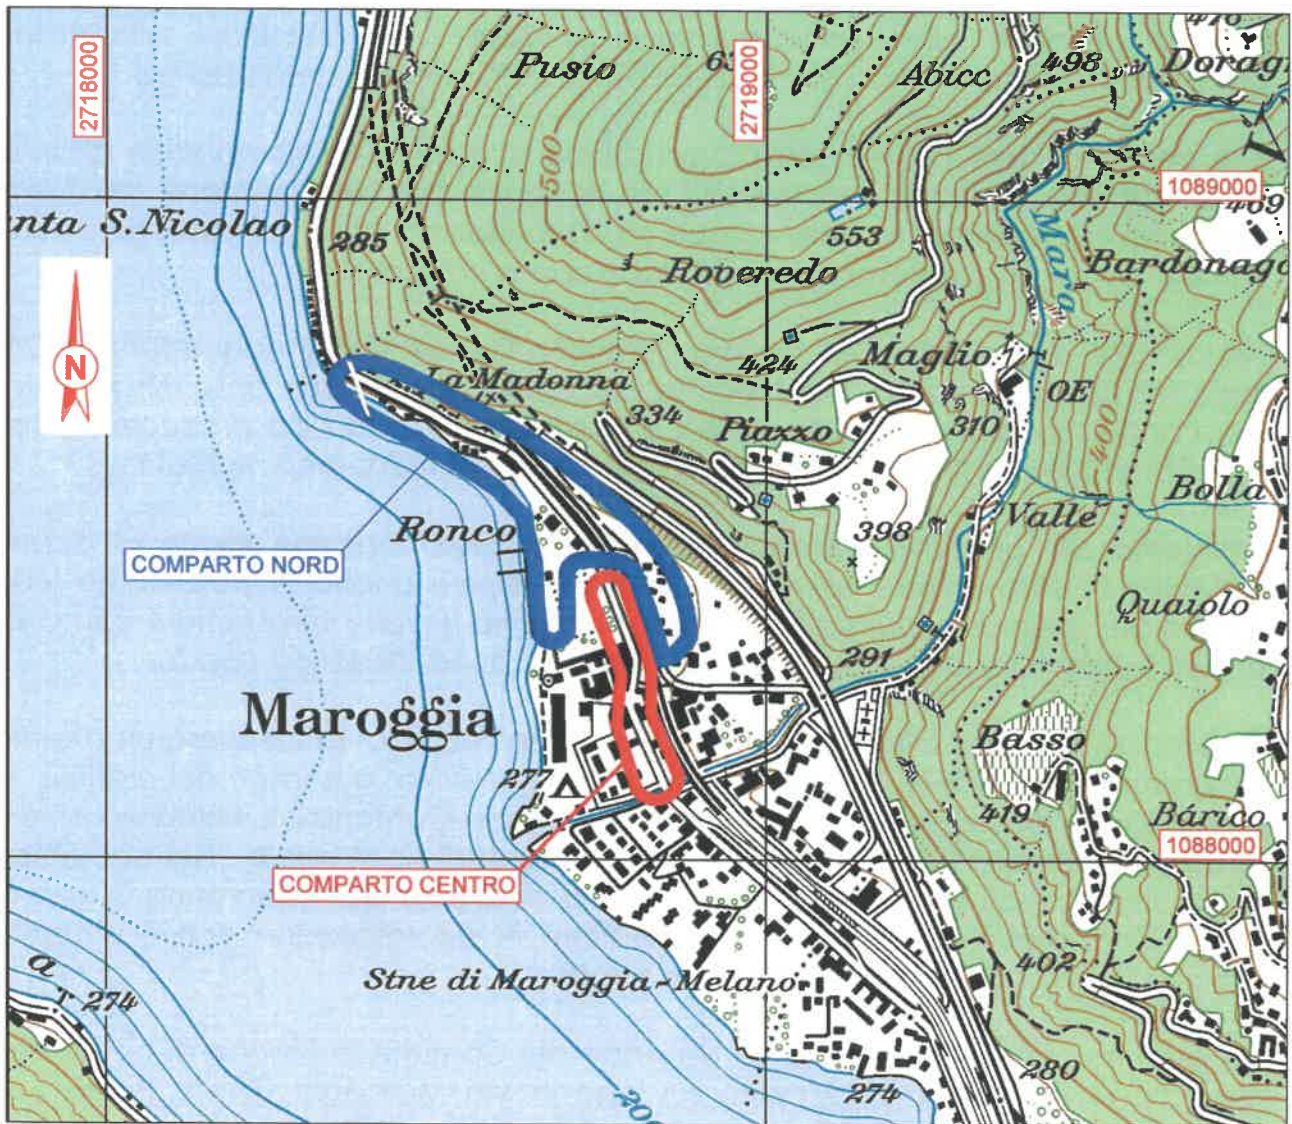 2718000
2719000
1089000
1088000
Pusio
Abicc
498
500
nta S. Nicolao
285
553
469
Mara
Roveredo
Bardonago
N
La Madonna
424
Maglio
334
Piazzo
310
OE
400
Bolla
Ronco
398
Valle
COMPARTO NORD
Quaiolo
291
Maroggia
277
Basso
419
Bárico
COMPARTO CENTRO
Stne di Maroggia-Melano
402
a
274
280
274